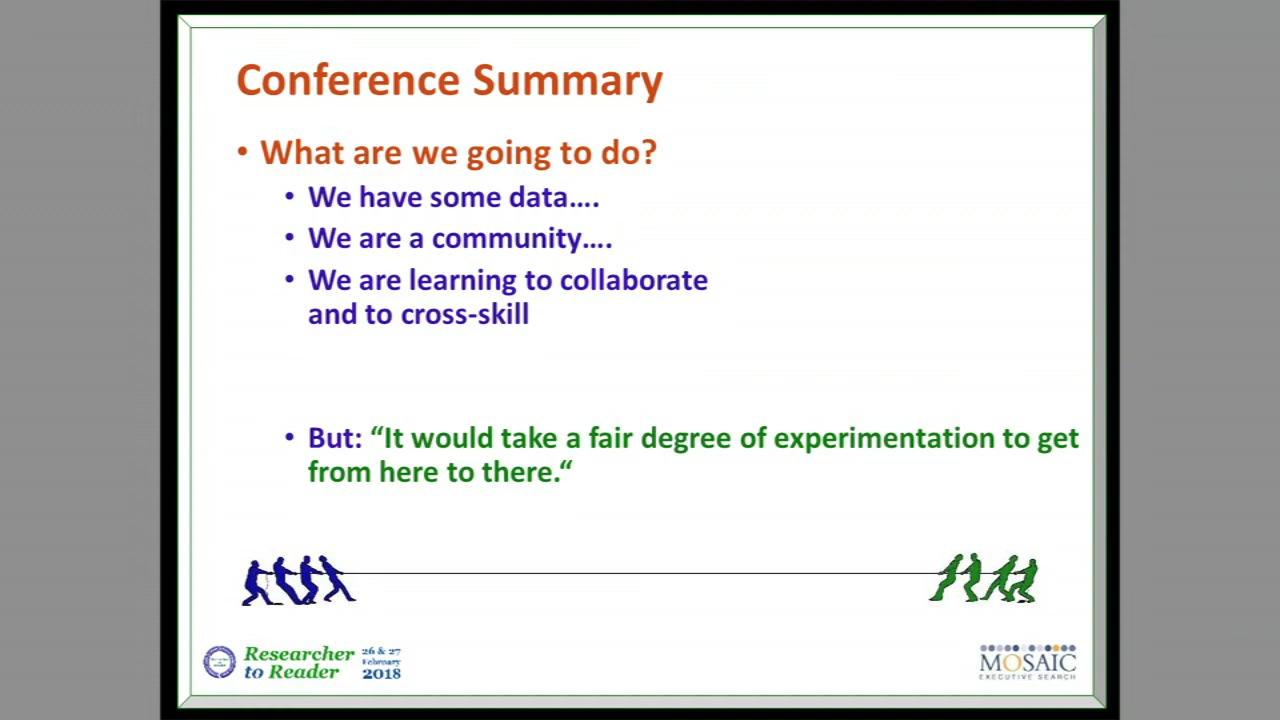 Conference Summary
• What are we going to do?
• We have some data….
• We are a community….
• We are learning to collaborate
and to cross-skill
• But: “It would take a fair degree of experimentation to get
from here to there.“
Researcher
to Reader
26 & 27
February
2018
MOSAIC
EXECUTIVE SEARCH